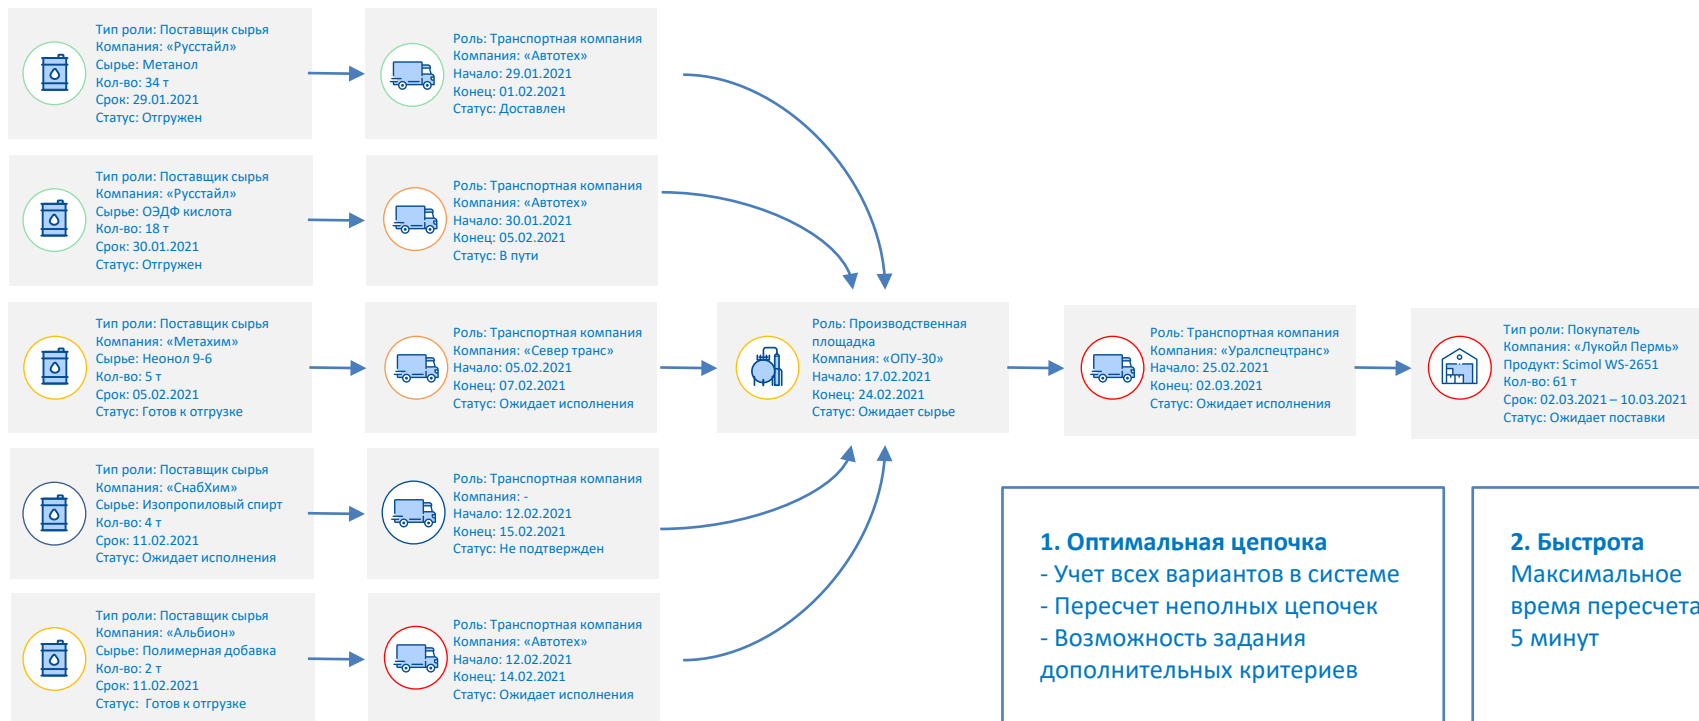 Тип роли: Поставщик сырья
Компания: «Русстайл»
Сырье: Метанол
Кол-во: 34 т
Срок: 29.01.2021
Статус: Отгружен
Роль: Транспортная компания
Компания: «Автотех»
Начало: 29.01.2021
Конец: 01.02.2021
Статус: Доставлен
Тип роли: Поставщик сырья
Компания: «Русстайл»
Сырье: ОЭДФ кислота
Кол-во: 18 т
Срок: 30.01.2021
Статус: Отгружен
Роль: Транспортная компания
Компания: «Автотех»
Начало: 30.01.2021
Конец: 05.02.2021
Статус: В пути
Тип роли: Поставщик сырья
Компания: «Метахим»
Сырье: Неонол 9-6
Кол-во: 5 т
Срок: 05.02.2021
Статус: Готов к отгрузке
Роль: Транспортная компания
Компания: «Север транс»
Начало: 05.02.2021
Конец: 07.02.2021
Статус: Ожидает исполнения
Роль: Производственная
площадка
Компания: «ОПУ-30»
Начало: 17.02.2021
Конец: 24.02.2021
Статус: Ожидает сырье
Роль: Транспортная компания
Компания: «Уралспецтранс»
Начало: 25.02.2021
Конец: 02.03.2021
Статус: Ожидает исполнения
Тип роли: Покупатель
Компания: «Лукойл Пермь»
Продукт: Scimol WS-2651
Кол-во: 61 т
Срок: 02.03.2021 – 10.03.2021
Статус: Ожидает поставки
Тип роли: Поставщик сырья
Компания: «СнабХим»
Сырье: Изопропиловый спирт
Кол-во: 4 т
Срок: 11.02.2021
Статус: Ожидает исполнения
Роль: Транспортная компания
Компания: -
Начало: 12.02.2021
Конец: 15.02.2021
Статус: Не подтвержден
Тип роли: Поставщик сырья
Компания: «Альбион»
Сырье: Полимерная добавка
Кол-во: 2 т
Срок: 11.02.2021
Статус: Готов к отгрузке
Роль: Транспортная компания
Компания: «Автотех»
Начало: 12.02.2021
Конец: 14.02.2021
Статус: Ожидает исполнения
1. Оптимальная цепочка
- Учет всех вариантов в системе
- Пересчет неполных цепочек
- Возможность задания
дополнительных критериев
2. Быстрота
Максимальное
время пересчета
5 минут